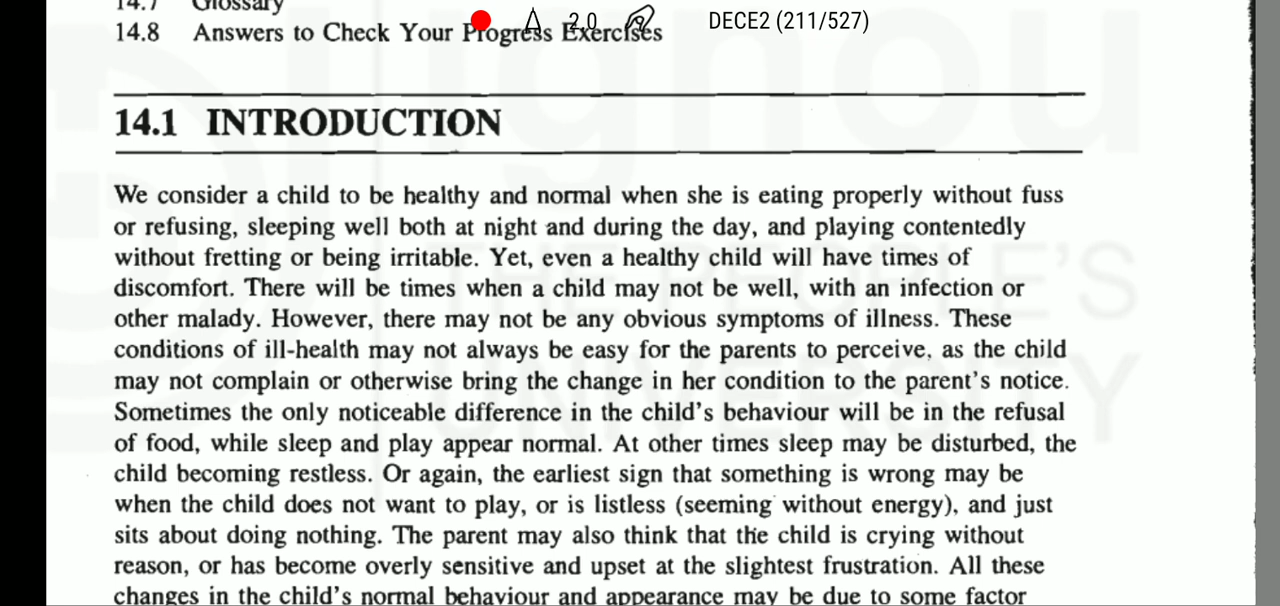 14.7 Glossary
14.8 Answers to Check Your Progress Exercises
2.0
DECE2 (211/527)
14.1 INTRODUCTION
We consider a child to be healthy and normal when she is eating properly without fuss
or refusing, sleeping well both at night and during the day, and playing contentedly
without fretting or being irritable. Yet, even a healthy child will have times of
discomfort. There will be times when a child may not be well, with an infection or
other malady. However, there may not be any obvious symptoms of illness. These
conditions of ill-health may not always be easy for the parents to perceive, as the child
may not complain or otherwise bring the change in her condition to the parent's notice.
Sometimes the only noticeable difference in the child's behaviour will be in the refusal
of food, while sleep and play appear normal. At other times sleep may be disturbed, the
child becoming restless. Or again, the earliest sign that something is wrong may be
when the child does not want to play, or is listless (seeming without energy), and just
sits about doing nothing. The parent may also think that the child is crying without
reason, or has become overly sensitive and upset at the slightest frustration. All these
changes in the child's normal behaviour and appearance may be due to some factor
ignou
THE PEOPLE'S
UNIVERSITY